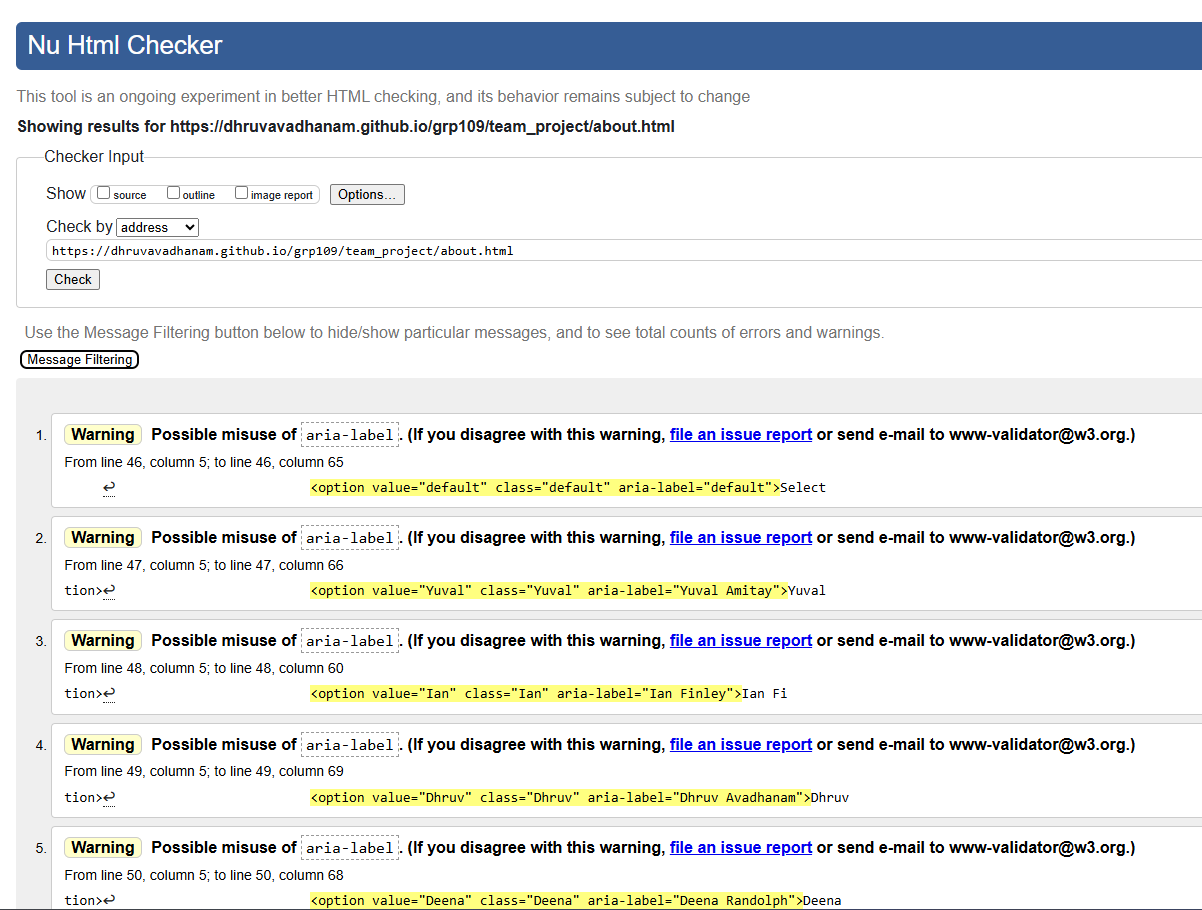 Nu Html Checker
This tool is an ongoing experiment in better HTML checking, and its behavior remains subject to change
Showing results for https://dhruvavadhanam.github.io/grp109/team_project/about.html
Checker Input
Show source outline image report Options...
Check by address
https://dhruvavadhanam.github.io/grp109/team_project/about.html
Check
Use the Message Filtering button below to hide/show particular messages, and to see total counts of errors and warnings.
Message Filtering
1. Warning Possible misuse of aria-label. (If you disagree with this warning, file an issue report or send e-mail to www-validator@w3.org.)
From line 46, column 5; to line 46, column 65
↩ <option value="default" class="default" aria-label="default">Select
2. Warning Possible misuse of aria-label. (If you disagree with this warning, file an issue report or send e-mail to www-validator@w3.org.)
From line 47, column 5; to line 47, column 66
tion>↩ <option value="Yuval" class="Yuval" aria-label="Yuval Amitay">Yuval
3. Warning Possible misuse of aria-label. (If you disagree with this warning, file an issue report or send e-mail to www-validator@w3.org.)
From line 48, column 5; to line 48, column 60
tion>↩ <option value="Ian" class="Ian" aria-label="Ian Finley">Ian Fi
4. Warning Possible misuse of aria-label. (If you disagree with this warning, file an issue report or send e-mail to www-validator@w3.org.)
From line 49, column 5; to line 49, column 69
tion>↩ <option value="Dhruv" class="Dhruv" aria-label="Dhruv Avadhanam">Dhruv
5. Warning Possible misuse of aria-label. (If you disagree with this warning, file an issue report or send e-mail to www-validator@w3.org.)
From line 50, column 5; to line 50, column 68
tion>↩ <option value="Deena" class="Deena" aria-label="Deena Randolph">Deena